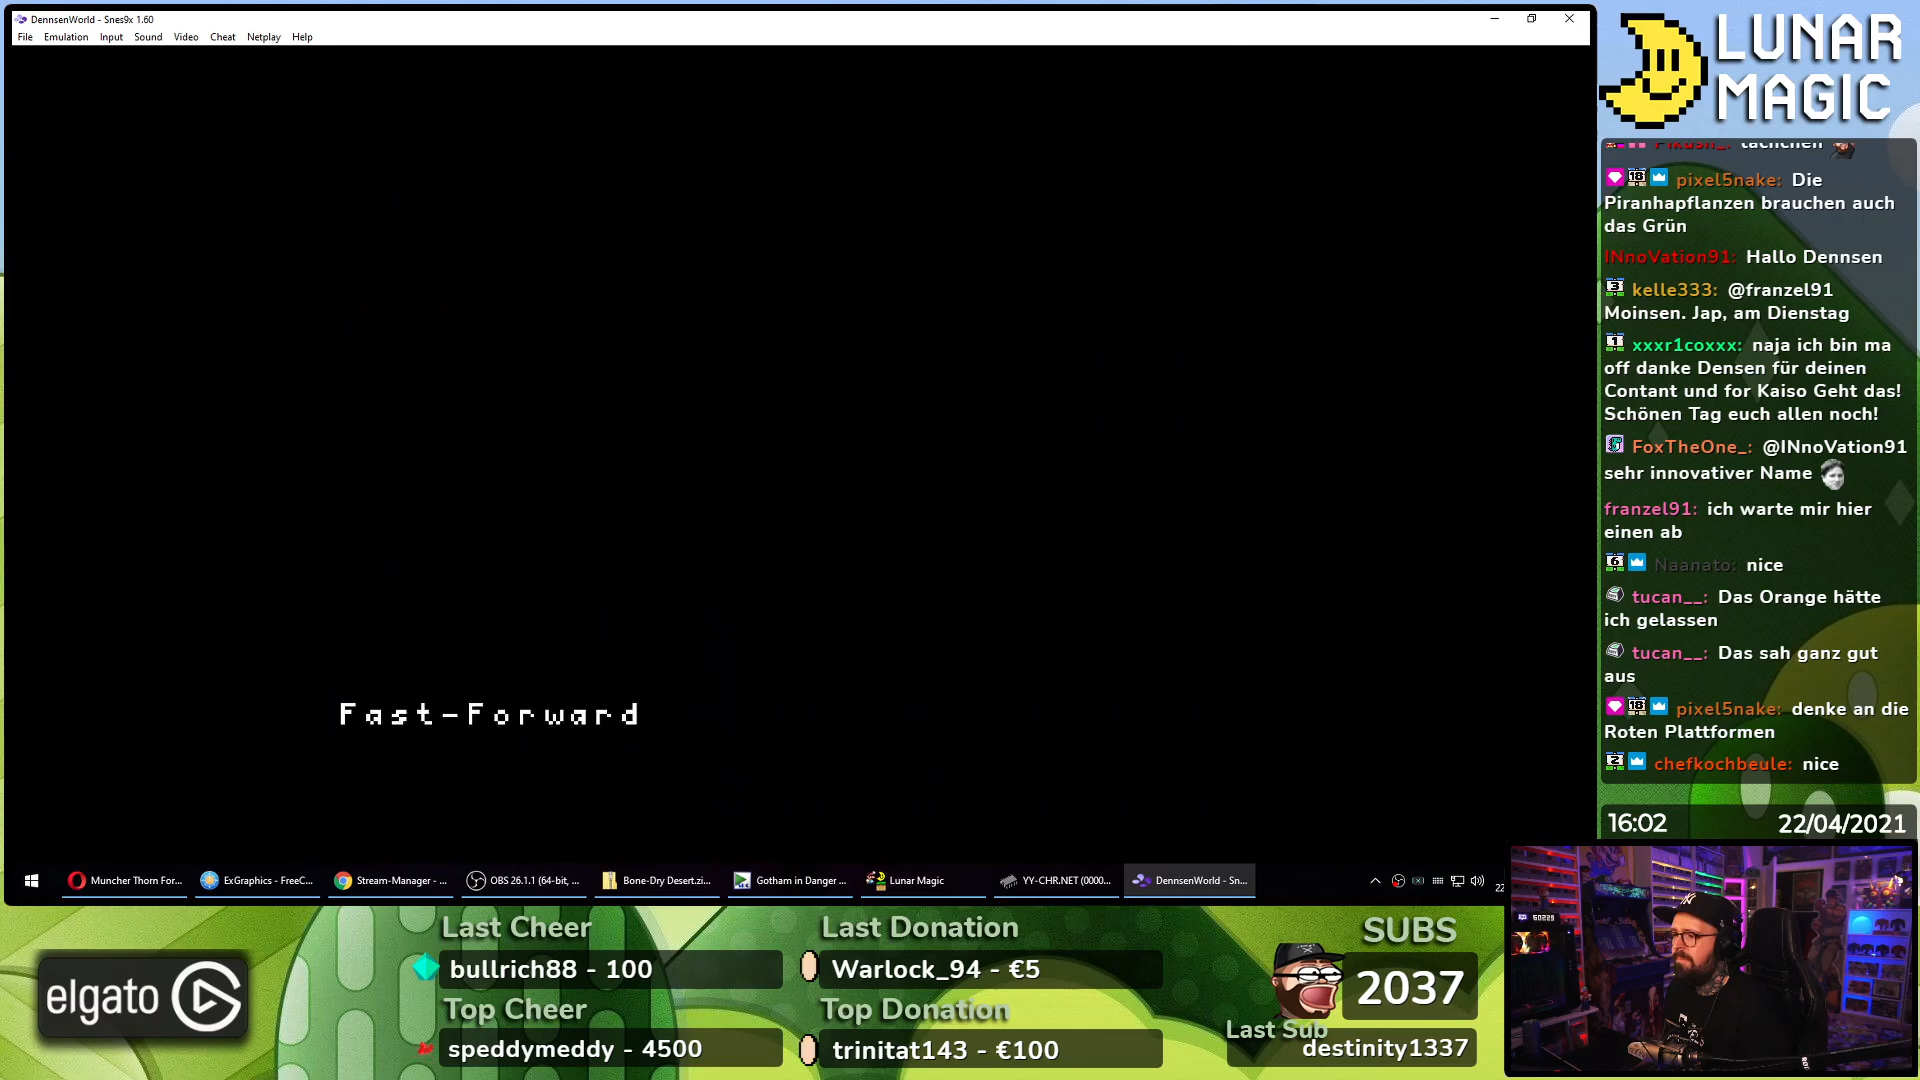 DennsenWorld - Snes9x 1.60
File Emulation Input Sound Video Cheat Netplay Help
Fast-Forward
Muncher Thorn For...
ExGraphics - FreeC...
Stream-Manager - ...
OBS 26.1.1 (64-bit, ...
Bone-Dry Desert.zi...
Gotham in Danger ...
Lunar Magic
YY-CHR.NET (0000...
DennsenWorld - Sn...
LUNAR
MAGIC
tachchen
pixel5nake: Die
Piranhapflanzen brauchen auch
das Grün
INnoVation91: Hallo Dennsen
kelle333: @franzel91
Moinsen. Jap, am Dienstag
xxxr1coxxx: naja ich bin ma
off danke Densen für deinen
Contant und for Kaiso Geht das!
Schönen Tag euch allen noch!
FoxTheOne_: @INnoVation91
sehr innovativer Name
franzel91: ich warte mir hier
einen ab
Naanato: nice
tucan__: Das Orange hätte
ich gelassen
tucan__: Das sah ganz gut
aus
pixel5nake: denke an die
Roten Plattformen
chefkochbeule: nice
16:02 22/04/2021
elgato
Last Cheer
bullrich88 - 100
Top Cheer
speddymeddy - 4500
Last Donation
Warlock_94 - €5
Top Donation
trinitat143 - €100
SUBS
2037
Last Sub
destinity1337